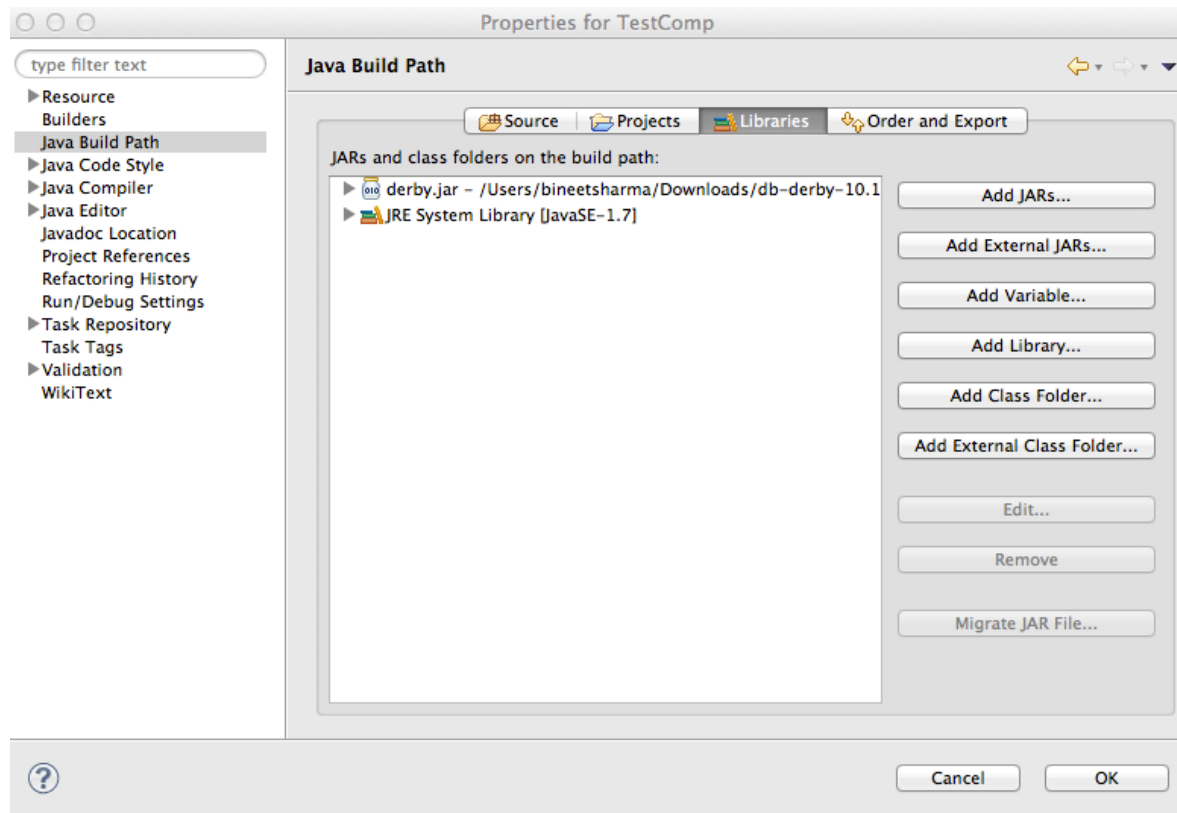 Properties for TestComp
type filter text
Resource
Builders
Java Build Path
Java Code Style
Java Compiler
Java Editor
Javadoc Location
Project References
Refactoring History
Run/Debug Settings
Task Repository
Task Tags
Validation
WikiText
Java Build Path
Source Projects Libraries Order and Export
JARs and class folders on the build path:
derby.jar – /Users/bineetsharma/Downloads/db-derby-10.1
JRE System Library [JavaSE-1.7]
Add JARs...
Add External JARs...
Add Variable...
Add Library...
Add Class Folder...
Add External Class Folder...
Edit...
Remove
Migrate JAR File...
?
Cancel OK